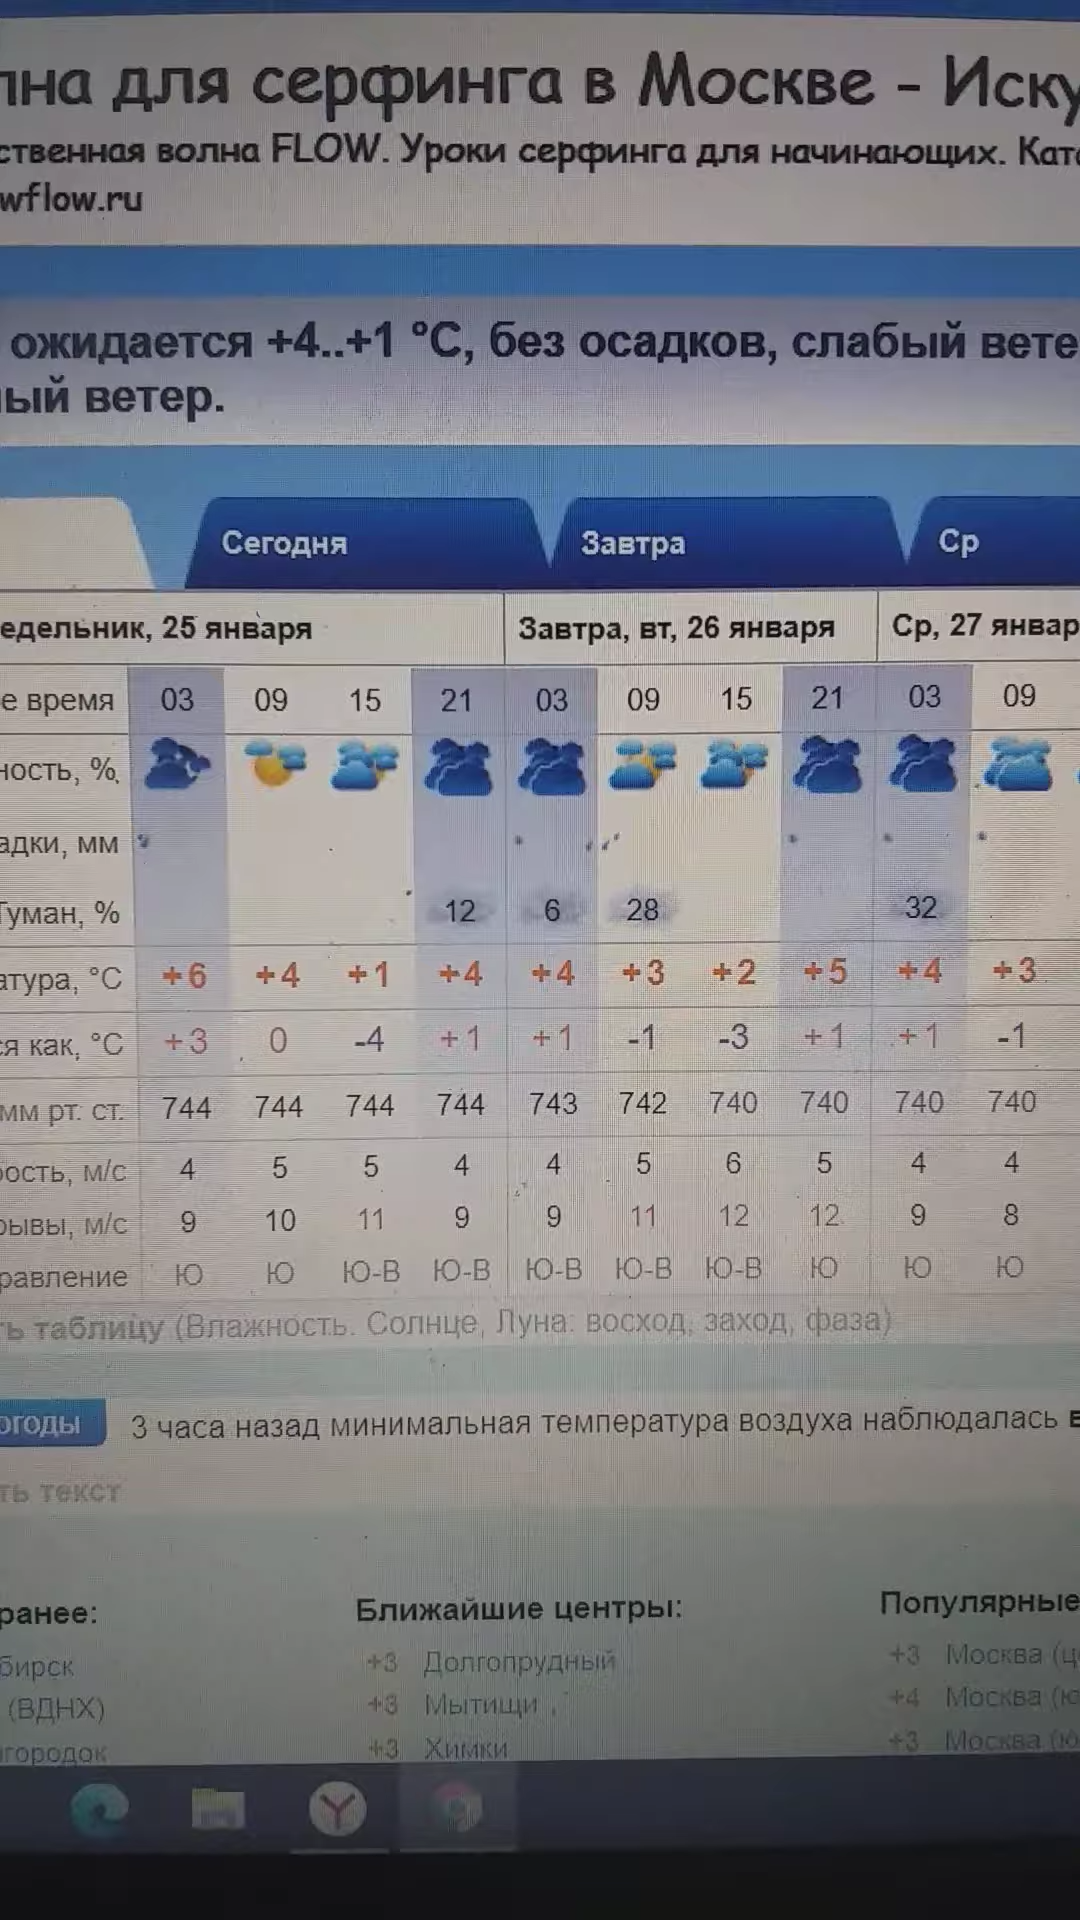 лна для серфинга в Москве - Иску
ственная волна FLOW. Уроки серфинга для начинающих. Ката
wflow.ru
ожидается +4..+1 °C, без осадков, слабый вете
ый ветер.
Сегодня Завтра Ср
едельник, 25 января Завтра, вт, 26 января Ср, 27 январ
е время 03 09 15 21 03 09 15 21 03 09
ность, %
адки, мм
Туман, % 12 6 28 32
атура, °C +6 +4 +1 +4 +4 +3 +2 +5 +4 +3
ся как, °C +3 0 -4 +1 +1 -1 -3 +1 +1 -1
мм рт. ст. 744 744 744 744 743 742 740 740 740 740
рость, м/с 4 5 5 4 4 5 6 5 4 4
рывы, м/с 9 10 11 9 9 11 12 12 9 8
равление Ю Ю Ю-В Ю-В Ю-В Ю-В Ю-В Ю Ю Ю
ть таблицу (Влажность. Солнце, Луна: восход, заход, фаза)
огоды 3 часа назад минимальная температура воздуха наблюдалась в
ть текст
ранее: Ближайшие центры: Популярные
бирск +3 Долгопрудный +3 Москва (ц
(ВДНХ) +3 Мытищи +4 Москва (ю
городок +3 Химки +3 Москва (ю